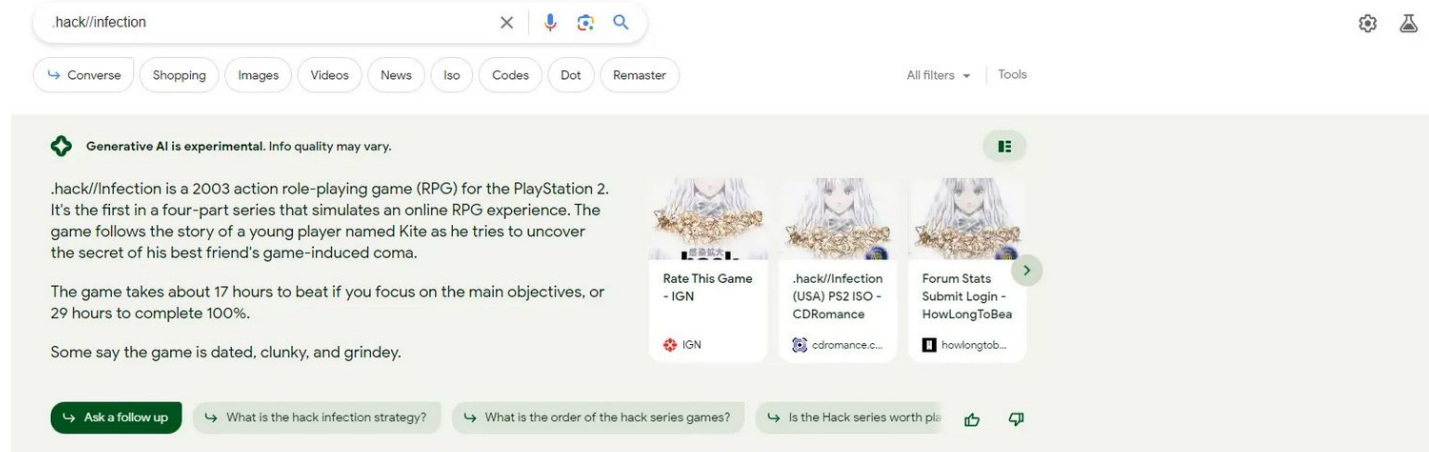 .hack//infection
Converse
Shopping
Images
Videos
News
Iso
Codes
Dot
Remaster
All filters
Tools
Generative AI is experimental. Info quality may vary.
.hack//Infection is a 2003 action role-playing game (RPG) for the PlayStation 2.
It's the first in a four-part series that simulates an online RPG experience. The
game follows the story of a young player named Kite as he tries to uncover
the secret of his best friend's game-induced coma.
The game takes about 17 hours to beat if you focus on the main objectives, or
29 hours to complete 100%.
Some say the game is dated, clunky, and grindey.
感染拡大
Rate This Game
- IGN
IGN
.hack//Infection
(USA) PS2 ISO -
CDRomance
cdromance.c...
Forum Stats
Submit Login -
HowLongToBea
howlongtob...
Ask a follow up
What is the hack infection strategy?
What is the order of the hack series games?
Is the Hack series worth pla